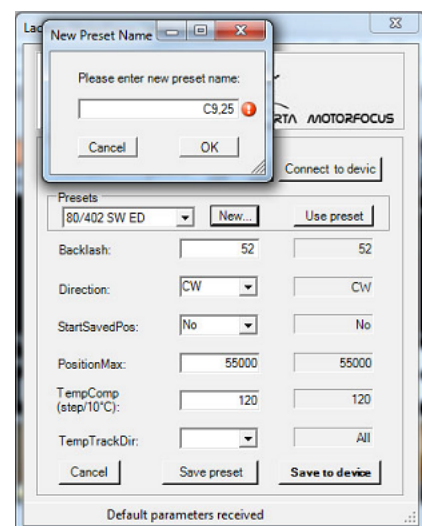 Lac
New Preset Name
Please enter new preset name:
C9,25
Cancel OK
RTA MOTORFOCUS
Connect to devic
Presets
80/402 SW ED New... Use preset
Backlash: 52 52
Direction: CW CW
StartSavedPos: No No
PositionMax: 55000 55000
TempComp
(step/10°C): 120 120
TempTrackDir: All
Cancel Save preset Save to device
Default parameters received